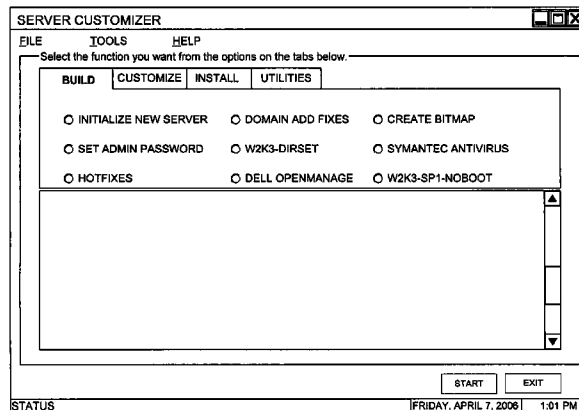 SERVER CUSTOMIZER
FILE TOOLS HELP
Select the function you want from the options on the tabs below.
BUILD CUSTOMIZE INSTALL UTILITIES
INITIALIZE NEW SERVER DOMAIN ADD FIXES CREATE BITMAP
SET ADMIN PASSWORD W2K3-DIRSET SYMANTEC ANTIVIRUS
HOTFIXES DELL OPENMANAGE W2K3-SP1-NOBOOT
START EXIT
STATUS FRIDAY, APRIL 7, 2006 1:01 PM